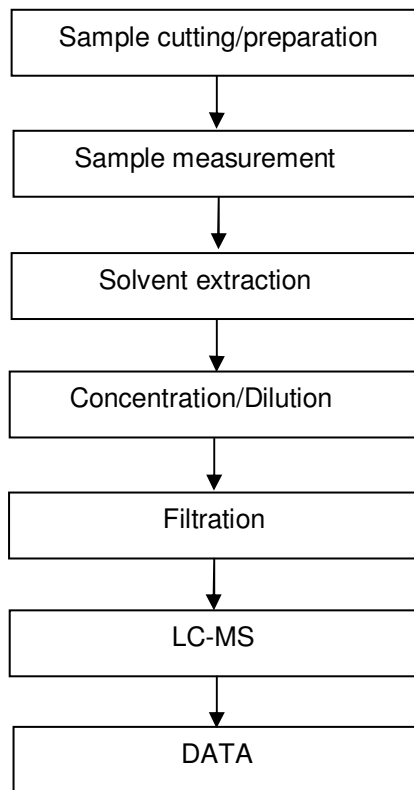 Sample cutting/preparation
Sample measurement
Solvent extraction
Concentration/Dilution
Filtration
LC-MS
DATA